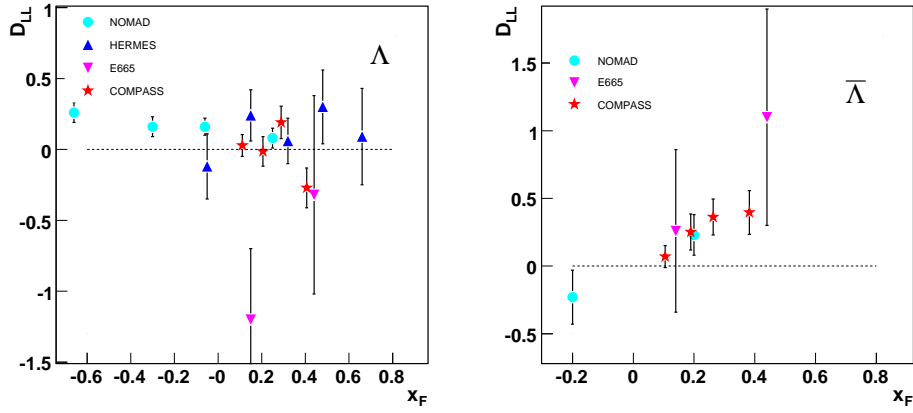 D_LL
1
0.5
0
-0.5
-1
-1.5
NOMAD
HERMES
E665
COMPASS
Λ
-0.6 -0.4 -0.2 -0 0.2 0.4 0.6 0.8
x_F
D_LL
1.5
1
0.5
0
-0.5
NOMAD
E665
COMPASS
Λ̅
-0.2 0 0.2 0.4 0.6 0.8
x_F